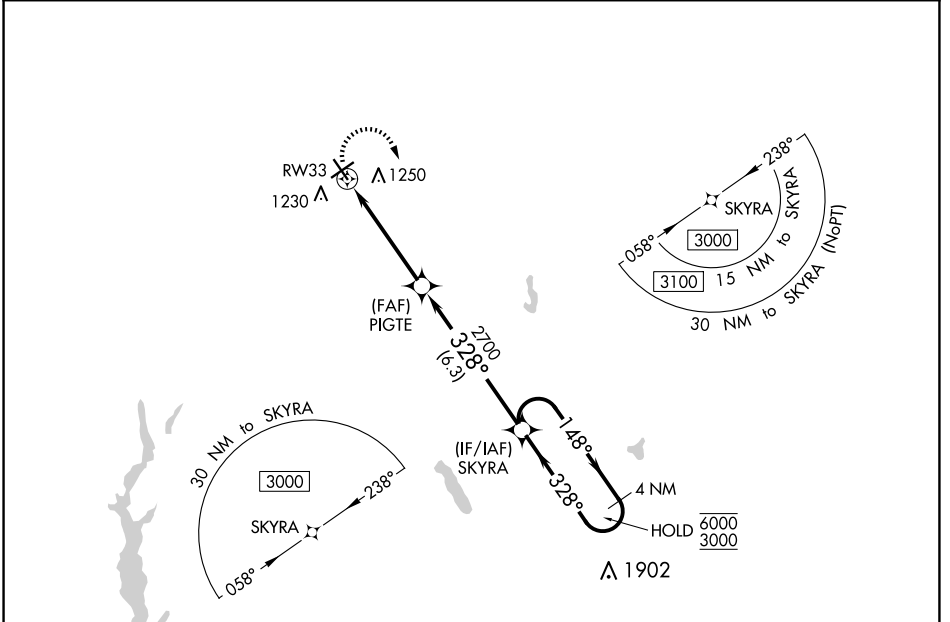 RW33
1250
1230
238°
SKYRA
058°
3000
3100
15 NM to SKYRA
30 NM to SKYRA (NoPT)
(FAF)
PIGTE
2700
328°
(6.3)
(IF/IAF)
SKYRA
148°
328°
4 NM
HOLD
6000
3000
1902
30 NM to SKYRA
3000
238°
SKYRA
058°